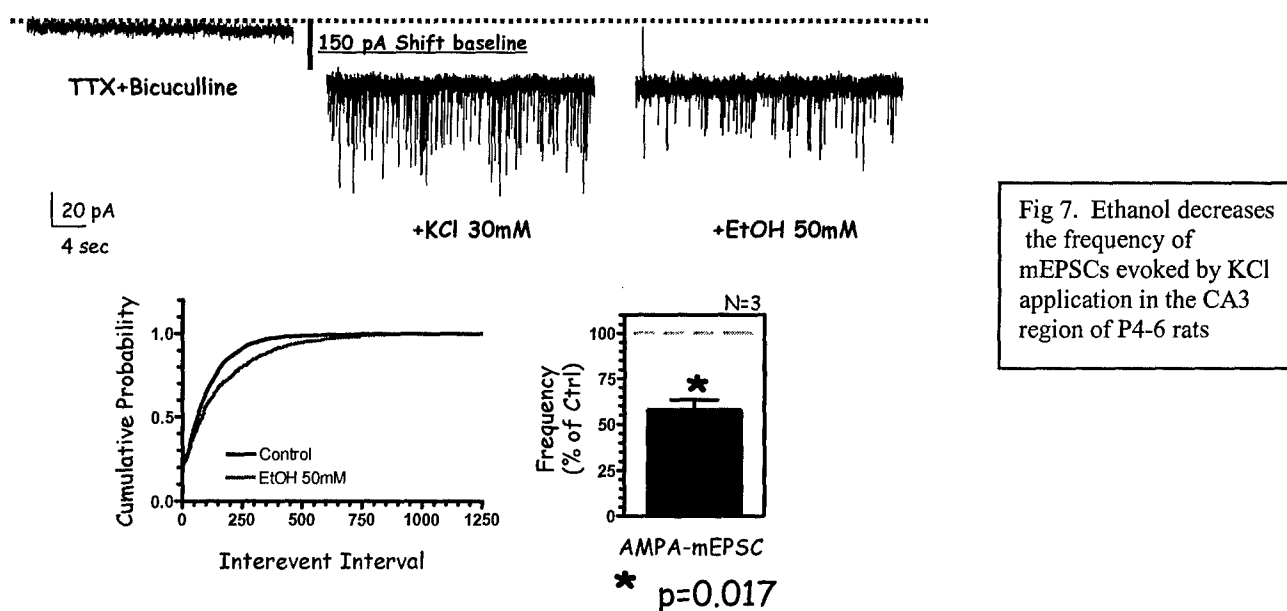 150 pA Shift baseline
TTX+Bicuculline
20 pA
4 sec
+KCl 30mM
+EtOH 50mM
Fig 7. Ethanol decreases
the frequency of
mEPSCs evoked by KCl
application in the CA3
region of P4-6 rats
Cumulative Probability
1.0
0.5
0.0
Control
EtOH 50mM
0 250 500 750 1000 1250
Interevent Interval
N=3
Frequency
(% of Ctrl)
100
75
50
25
0
*
AMPA-mEPSC
* p=0.017